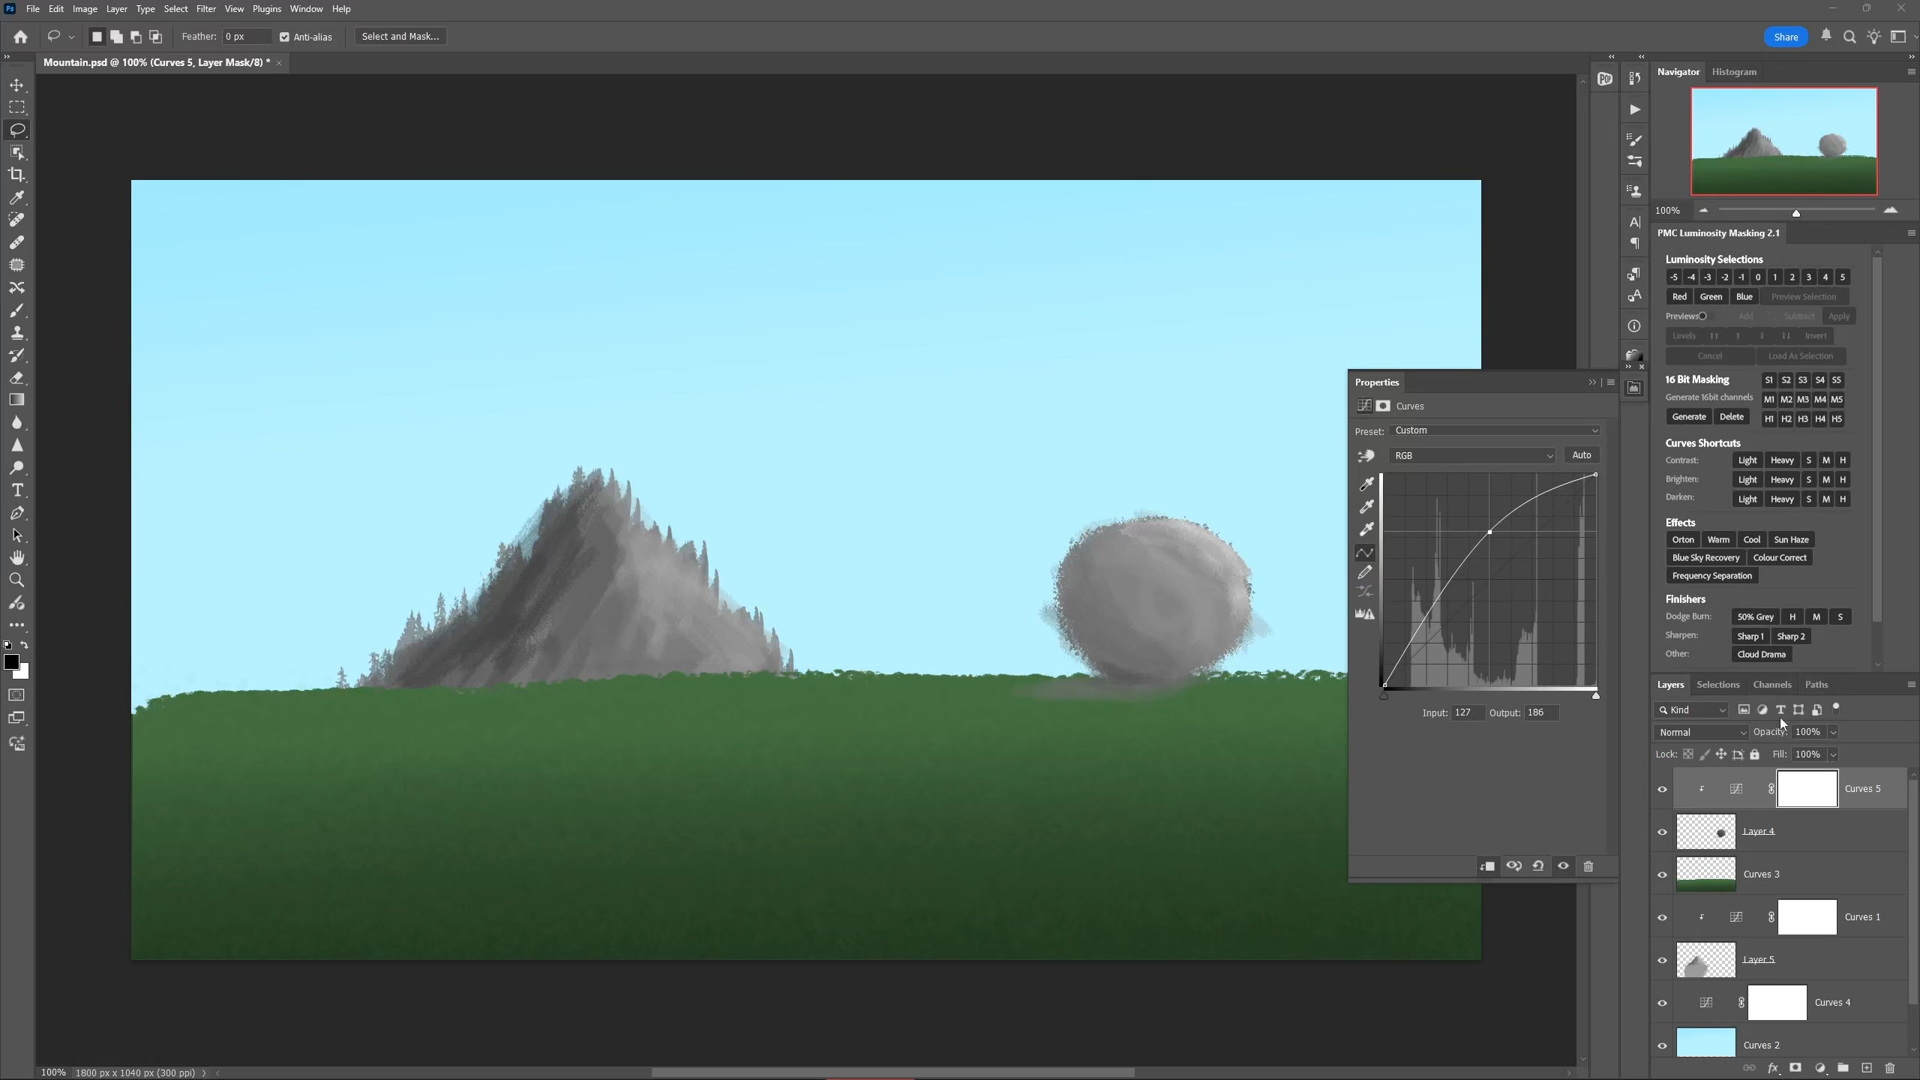 Ps File Edit Image Layer Type Select Filter View Plugins Window Help
Feather: 0 px Anti-alias Select and Mask... Share
Mountain.psd @ 100% (Curves 5, Layer Mask/8) * ×
Navigator Histogram
100%
PMC Luminosity Masking 2.1
Luminosity Selections
-5 -4 -3 -2 -1 0 1 2 3 4 5
Red Green Blue Preview Selection
Previews Add Subtract Apply
Levels Invert
Cancel Load As Selection
16 Bit Masking S1 S2 S3 S4 S5
Generate 16bit channels M1 M2 M3 M4 M5
Generate Delete H1 H2 H3 H4 H5
Curves Shortcuts
Contrast: Light Heavy S M H
Brighten: Light Heavy S M H
Darken: Light Heavy S M H
Effects
Orton Warm Cool Sun Haze
Blue Sky Recovery Colour Correct
Frequency Separation
Finishers
Dodge Burn: 50% Grey H M S
Sharpen: Sharp 1 Sharp 2
Other: Cloud Drama
Properties
Curves
Preset: Custom
RGB Auto
Input: 127 Output: 186
Layers Selections Channels Paths
Kind
Normal Opacity: 100%
Lock: Fill: 100%
Curves 5
Layer 4
Curves 3
Curves 1
Layer 5
Curves 4
Curves 2
100% 1800 px x 1040 px (300 ppi)